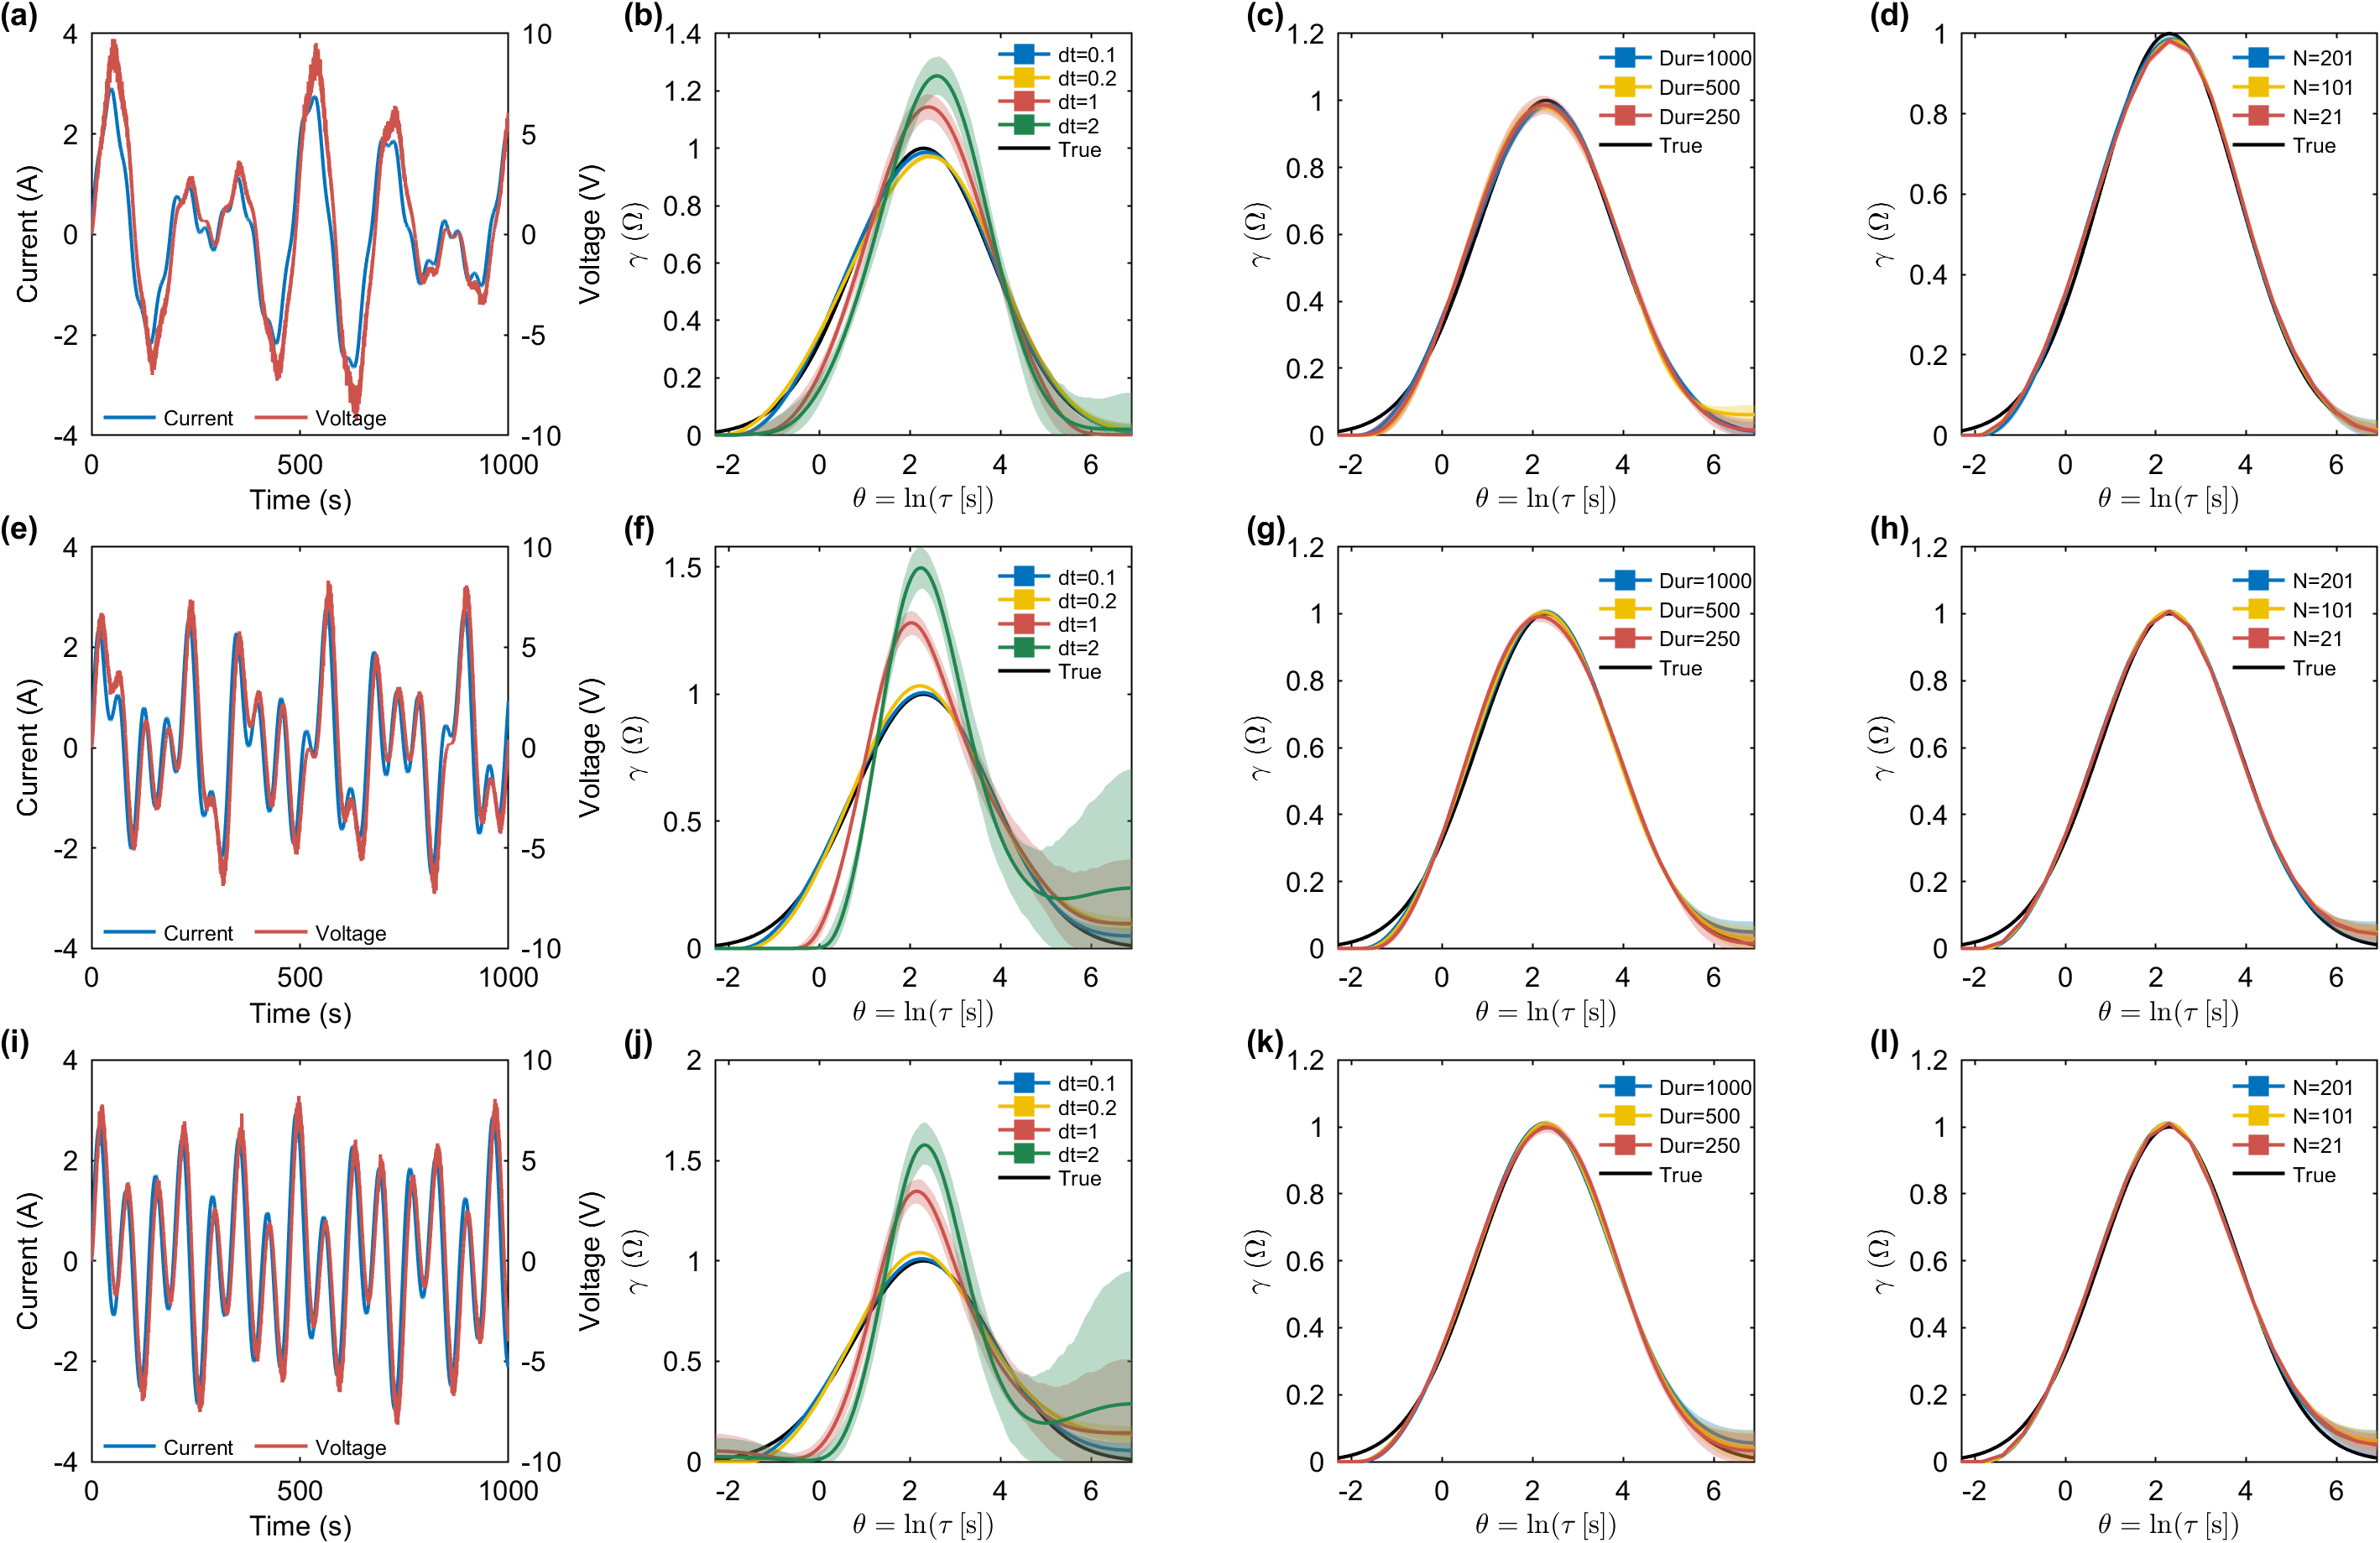 (a)
4
2
0
-2
-4
Current (A)
10
5
0
-5
-10
Voltage (V)
Current
Voltage
0
500
1000
Time (s)
(b)
1.4
1.2
1
0.8
0.6
0.4
0.2
0
γ (Ω)
dt=0.1
dt=0.2
dt=1
dt=2
True
-2
0
2
4
6
θ = ln(τ [s])
(c)
1.2
1
0.8
0.6
0.4
0.2
0
γ (Ω)
Dur=1000
Dur=500
Dur=250
True
-2
0
2
4
6
θ = ln(τ [s])
(d)
1
0.8
0.6
0.4
0.2
0
γ (Ω)
N=201
N=101
N=21
True
-2
0
2
4
6
θ = ln(τ [s])
(e)
4
2
0
-2
-4
Current (A)
10
5
0
-5
-10
Voltage (V)
Current
Voltage
0
500
1000
Time (s)
(f)
1.5
1
0.5
0
γ (Ω)
dt=0.1
dt=0.2
dt=1
dt=2
True
-2
0
2
4
6
θ = ln(τ [s])
(g)
1.2
1
0.8
0.6
0.4
0.2
0
γ (Ω)
Dur=1000
Dur=500
Dur=250
True
-2
0
2
4
6
θ = ln(τ [s])
(h)
1.2
1
0.8
0.6
0.4
0.2
0
γ (Ω)
N=201
N=101
N=21
True
-2
0
2
4
6
θ = ln(τ [s])
(i)
4
2
0
-2
-4
Current (A)
10
5
0
-5
-10
Voltage (V)
Current
Voltage
0
500
1000
Time (s)
(j)
2
1.5
1
0.5
0
γ (Ω)
dt=0.1
dt=0.2
dt=1
dt=2
True
-2
0
2
4
6
θ = ln(τ [s])
(k)
1.2
1
0.8
0.6
0.4
0.2
0
γ (Ω)
Dur=1000
Dur=500
Dur=250
True
-2
0
2
4
6
θ = ln(τ [s])
(l)
1.2
1
0.8
0.6
0.4
0.2
0
γ (Ω)
N=201
N=101
N=21
True
-2
0
2
4
6
θ = ln(τ [s])